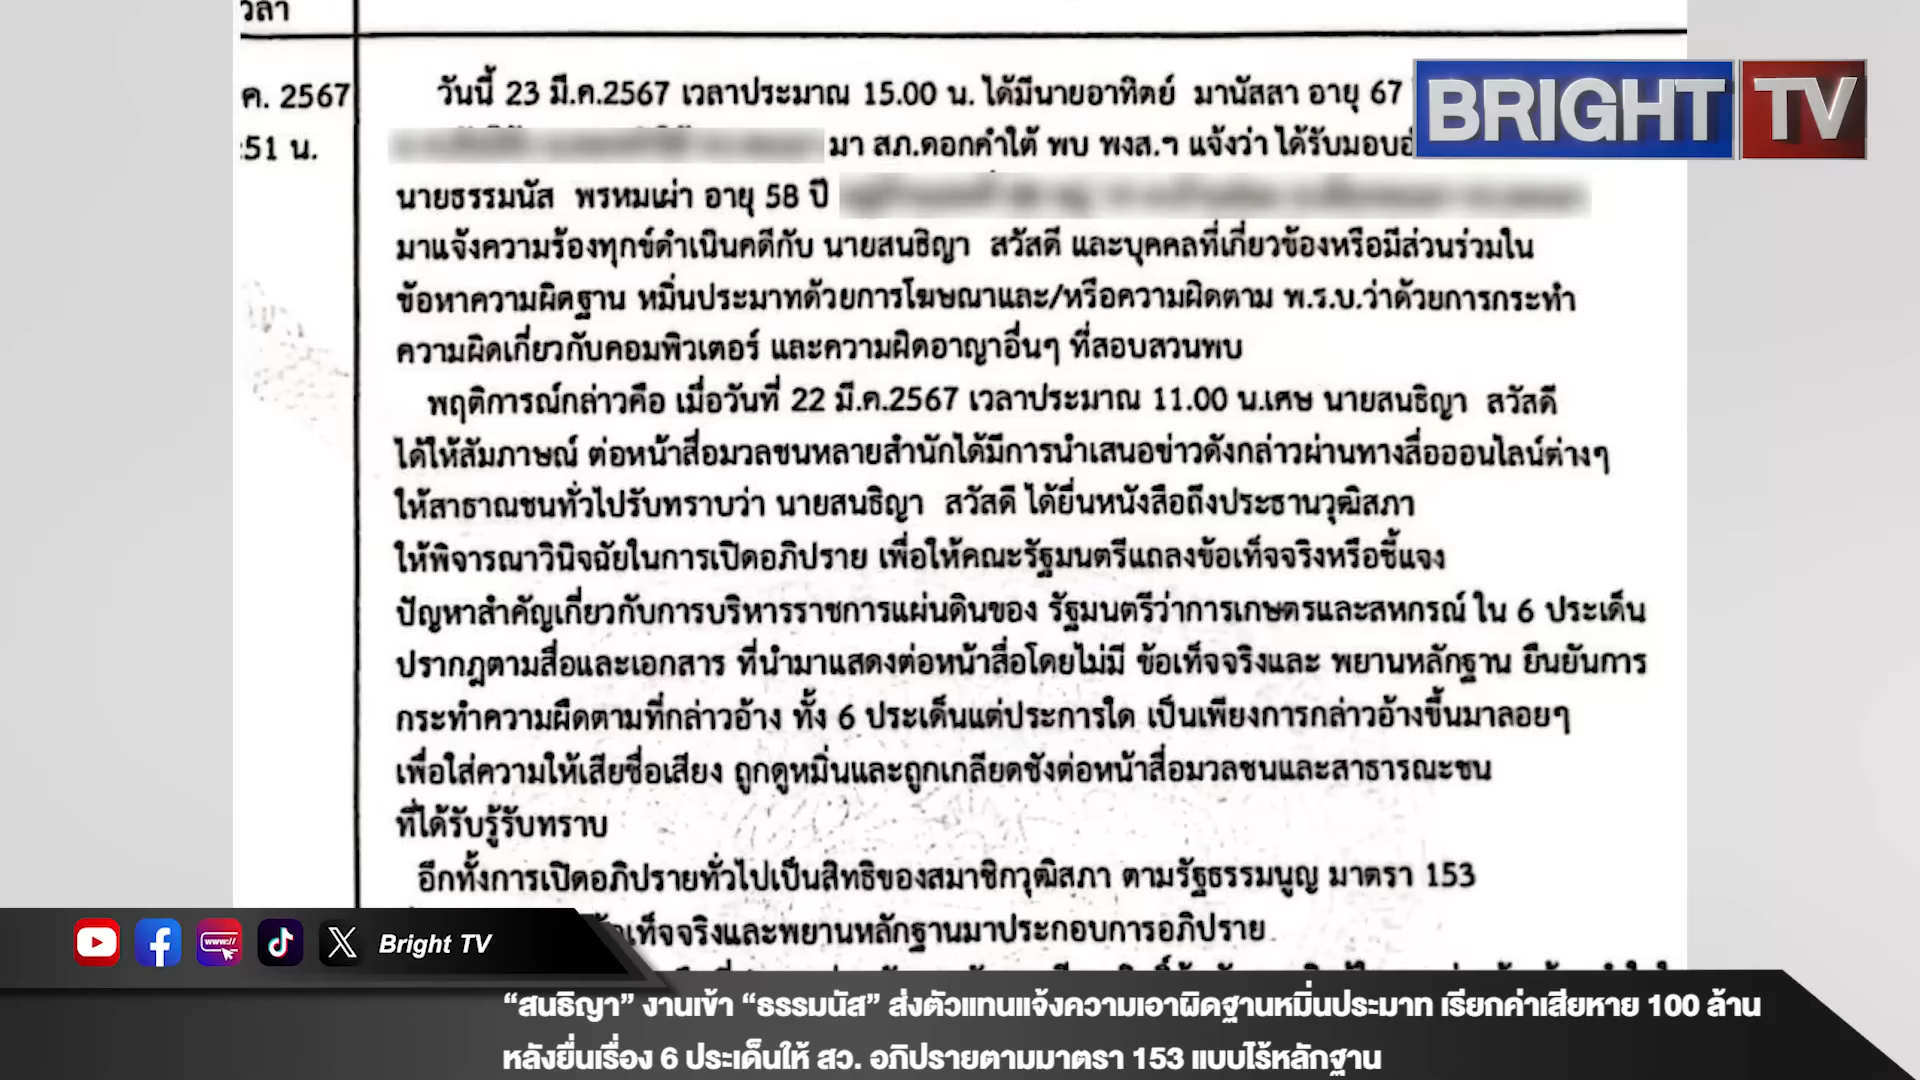 วลา
วันนี้ 23 มี.ค.2567 เวลาประมาณ 15.00 น. ได้มีนายอาทิตย์ มานัสสา อายุ 67
ค. 2567
:51 น.
มา สภ.ดอกคำใต้ พบ พงส.ฯ แจ้งว่า ได้รับมอบ
นายธรรมนัส พรหมเผ่า อายุ 58 ปี
มาแจ้งความร้องทุกข์ดำเนินคดีกับ นายสนธิญา สวัสดี และบุคคลที่เกี่ยวข้องหรือมีส่วนร่วมใน
ข้อหาความผิดฐาน หมิ่นประมาทด้วยการโฆษณาและ/หรือความผิดตาม พ.ร.บ.ว่าด้วยการกระทำ
ความผิดเกี่ยวกับคอมพิวเตอร์ และความผิดอาญาอื่นๆ ที่สอบสวนพบ
พฤติการณ์กล่าวคือ เมื่อวันที่ 22 มี.ค.2567 เวลาประมาณ 11.00 น.เศษ นายสนธิญา สวัสดี
ได้ให้สัมภาษณ์ ต่อหน้าสื่อมวลชนหลายสำนักได้มีการนำเสนอข่าวดังกล่าวผ่านทางสื่อออนไลน์ต่างๆ
ให้สาธาณชนทั่วไปรับทราบว่า นายสนธิญา สวัสดี ได้ยื่นหนังสือถึงประธานวุฒิสภา
ให้พิจารณาวินิจฉัยในการเปิดอภิปราย เพื่อให้คณะรัฐมนตรีแถลงข้อเท็จจริงหรือชี้แจง
ปัญหาสำคัญเกี่ยวกับการบริหารราชการแผ่นดินของ รัฐมนตรีว่าการเกษตรและสหกรณ์ ใน 6 ประเด็น
ปรากฎตามสื่อและเอกสาร ที่นำมาแสดงต่อหน้าสื่อโดยไม่มี ข้อเท็จจริงและ พยานหลักฐาน ยืนยันการ
กระทำความผิดตามที่กล่าวอ้าง ทั้ง 6 ประเด็นแต่ประการใด เป็นเพียงการกล่าวอ้างขึ้นมาลอยๆ
เพื่อใส่ความให้เสียชื่อเสียง ถูกดูหมิ่นและถูกเกลียดชังต่อหน้าสื่อมวลชนและสาธารณะชน
ที่ได้รับรู้รับทราบ
อีกทั้งการเปิดอภิปรายทั่วไปเป็นสิทธิของสมาชิกวุฒิสภา ตามรัฐธรรมนูญ มาตรา 153
เท็จจริงและพยานหลักฐานมาประกอบการอภิปราย
BRIGHT TV
www://
Bright TV
“สนธิญา” งานเข้า “ธรรมนัส” ส่งตัวแทนแจ้งความเอาผิดฐานหมิ่นประมาท เรียกค่าเสียหาย 100 ล้าน
หลังยื่นเรื่อง 6 ประเด็นให้ สว. อภิปรายตามมาตรา 153 แบบไร้หลักฐาน